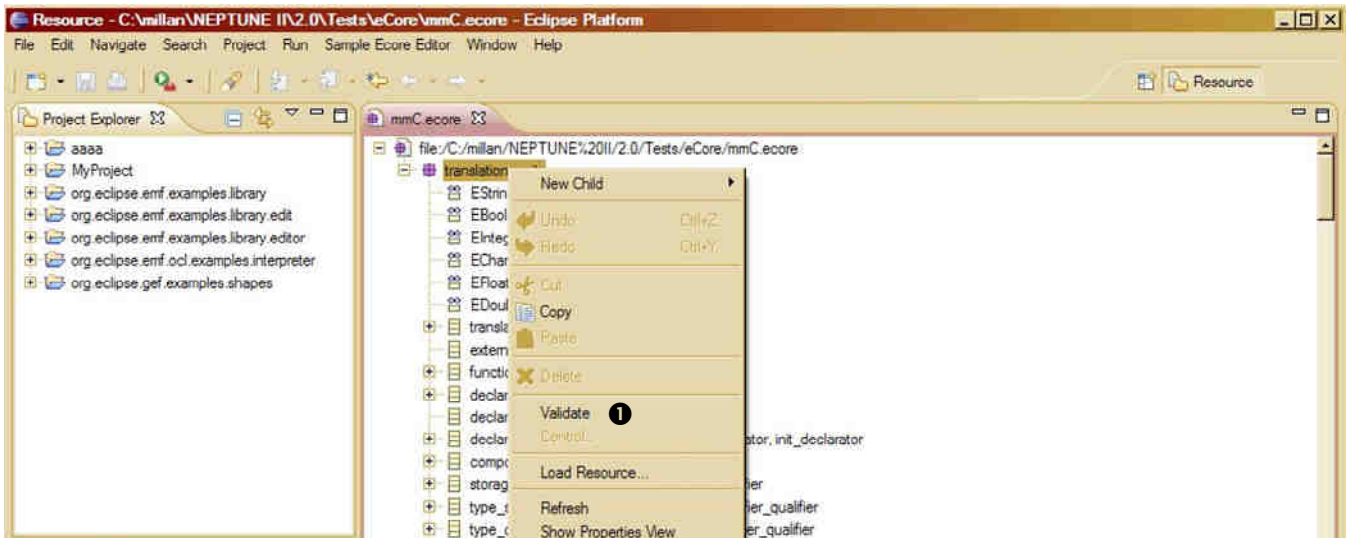 Resource - C:\millan\NEPTUNE II\2.0\Tests\eCore\mmC.ecore - Eclipse Platform
File Edit Navigate Search Project Run Sample Ecore Editor Window Help
Resource
Project Explorer
aaaa
MyProject
org.eclipse.emf.examples.library
org.eclipse.emf.examples.library.edit
org.eclipse.emf.examples.library.editor
org.eclipse.emf.ocl.examples.interpreter
org.eclipse.gef.examples.shapes
mmC.ecore
file:/C:/millan/NEPTUNE%20II/2.0/Tests/eCore/mmC.ecore
translation
EStrin
EBool
EInteg
EChar
EFloat
EDoul
transla
extern
functio
declar
declar
declar ator, init_declarator
compo
storag ier
type_s ier_qualifier
type_ er_qualifier
New Child
Undo Ctrl+Z
Redo Ctrl+Y
Cut
Copy
Paste
Delete
Validate ❶
Control...
Load Resource...
Refresh
Show Properties View